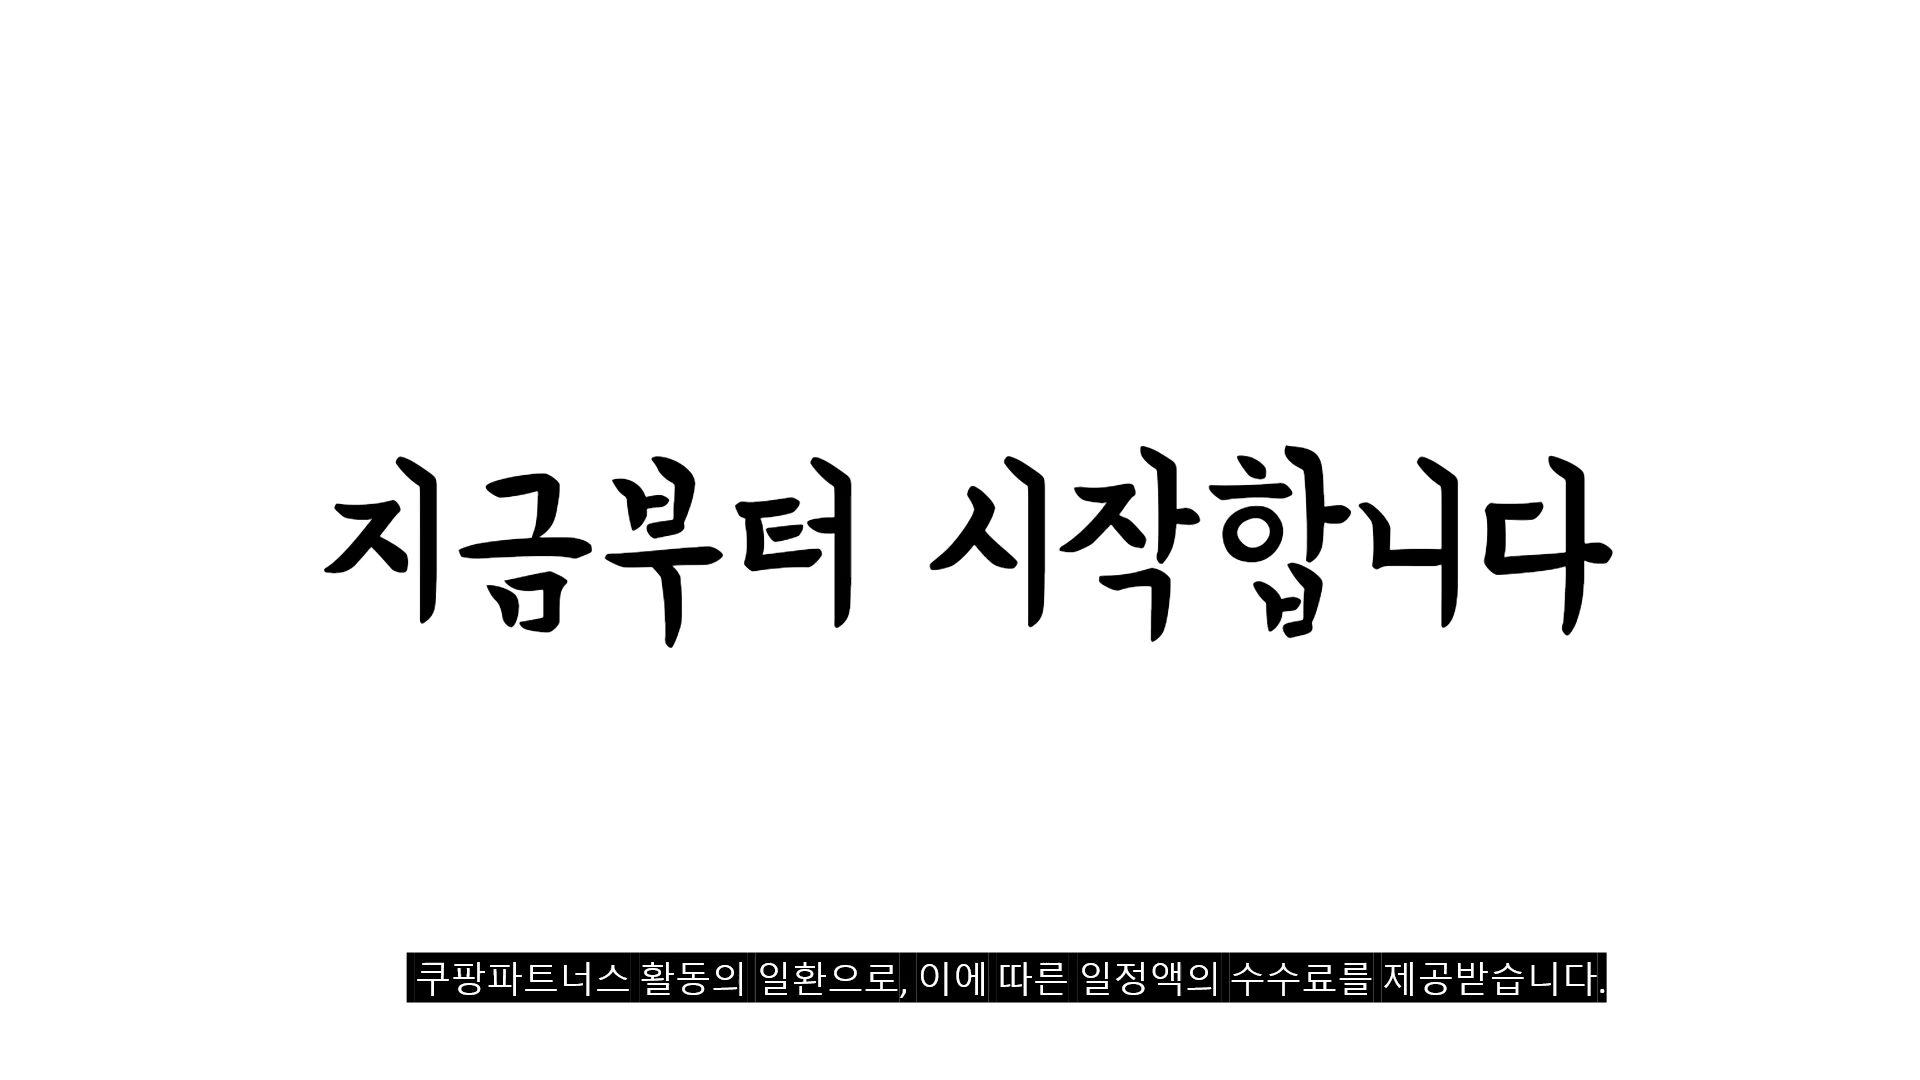 지금부터 시작합니다
쿠팡파트너스 활동의 일환으로, 이에 따른 일정액의 수수료를 제공받습니다.